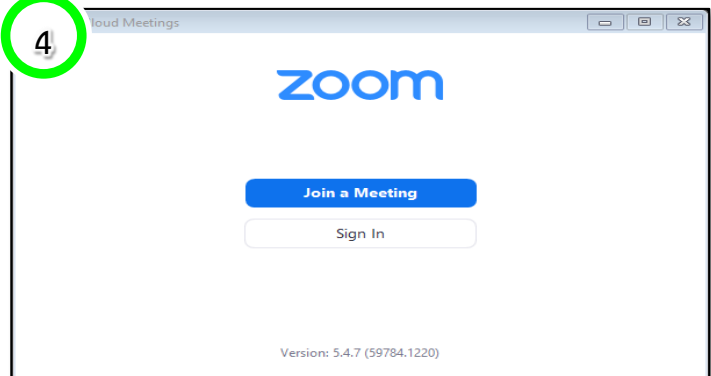 4
loud Meetings
zoom
Join a Meeting
Sign In
Version: 5.4.7 (59784.1220)